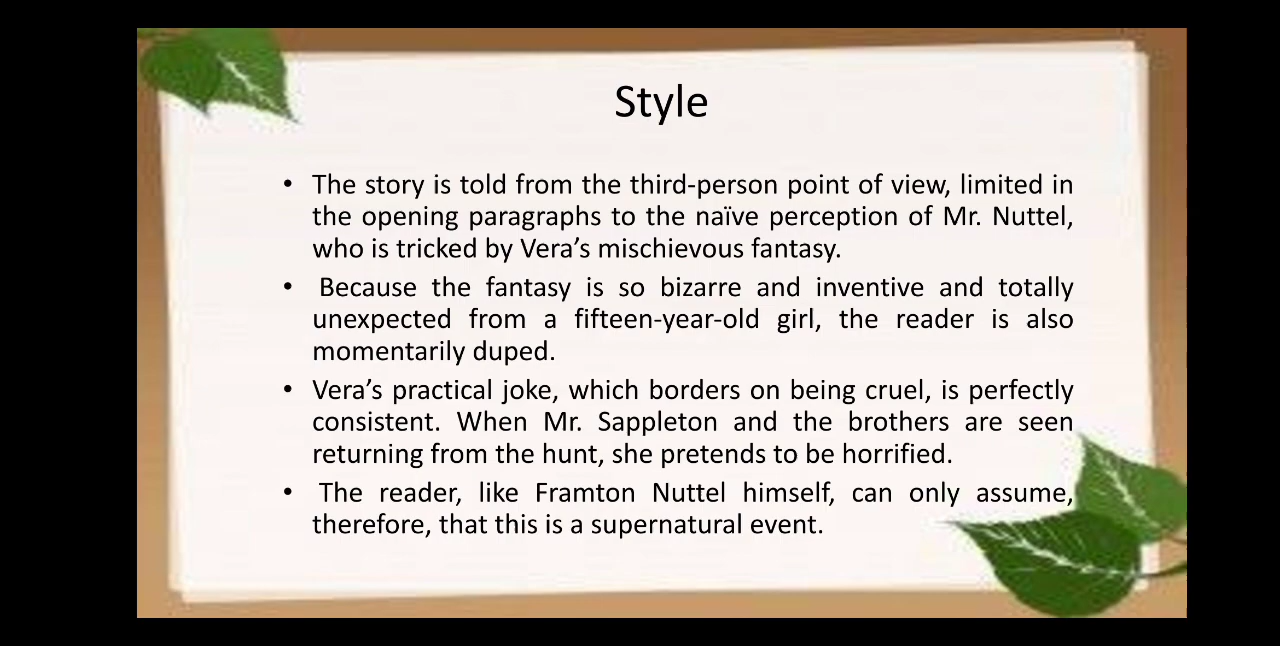 Style
• The story is told from the third-person point of view, limited in
the opening paragraphs to the naïve perception of Mr. Nuttel,
who is tricked by Vera’s mischievous fantasy.
• Because the fantasy is so bizarre and inventive and totally
unexpected from a fifteen-year-old girl, the reader is also
momentarily duped.
• Vera’s practical joke, which borders on being cruel, is perfectly
consistent. When Mr. Sappleton and the brothers are seen
returning from the hunt, she pretends to be horrified.
• The reader, like Framton Nuttel himself, can only assume,
therefore, that this is a supernatural event.